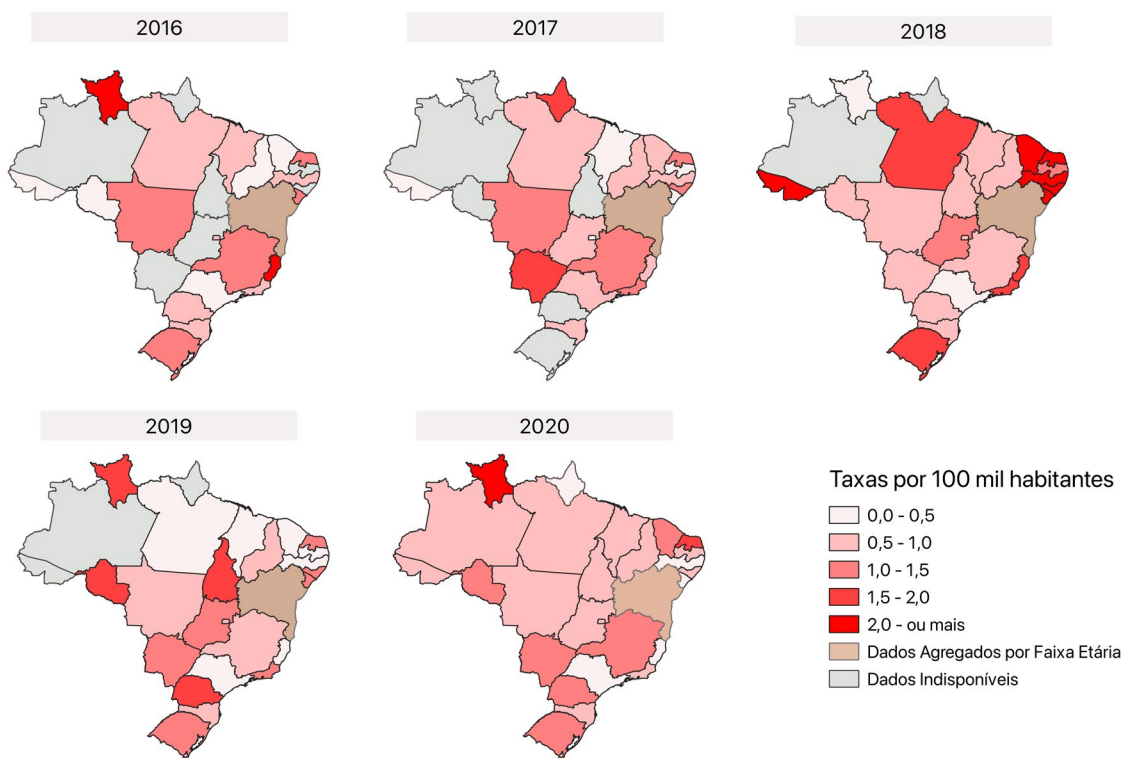 2016
2017
2018
2019
2020
Taxas por 100 mil habitantes
0,0 - 0,5
0,5 - 1,0
1,0 - 1,5
1,5 - 2,0
2,0 - ou mais
Dados Agregados por Faixa Etária
Dados Indisponíveis